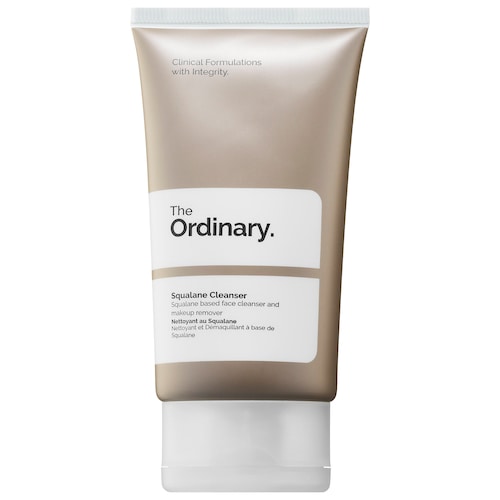 Clinical Formulations
with Integrity.
The
Ordinary.
Squalane Cleanser
Squalane based face cleanser and
makeup remover
Nettoyant au Squalane
Nettoyant et Démaquillant à base de
Squalane